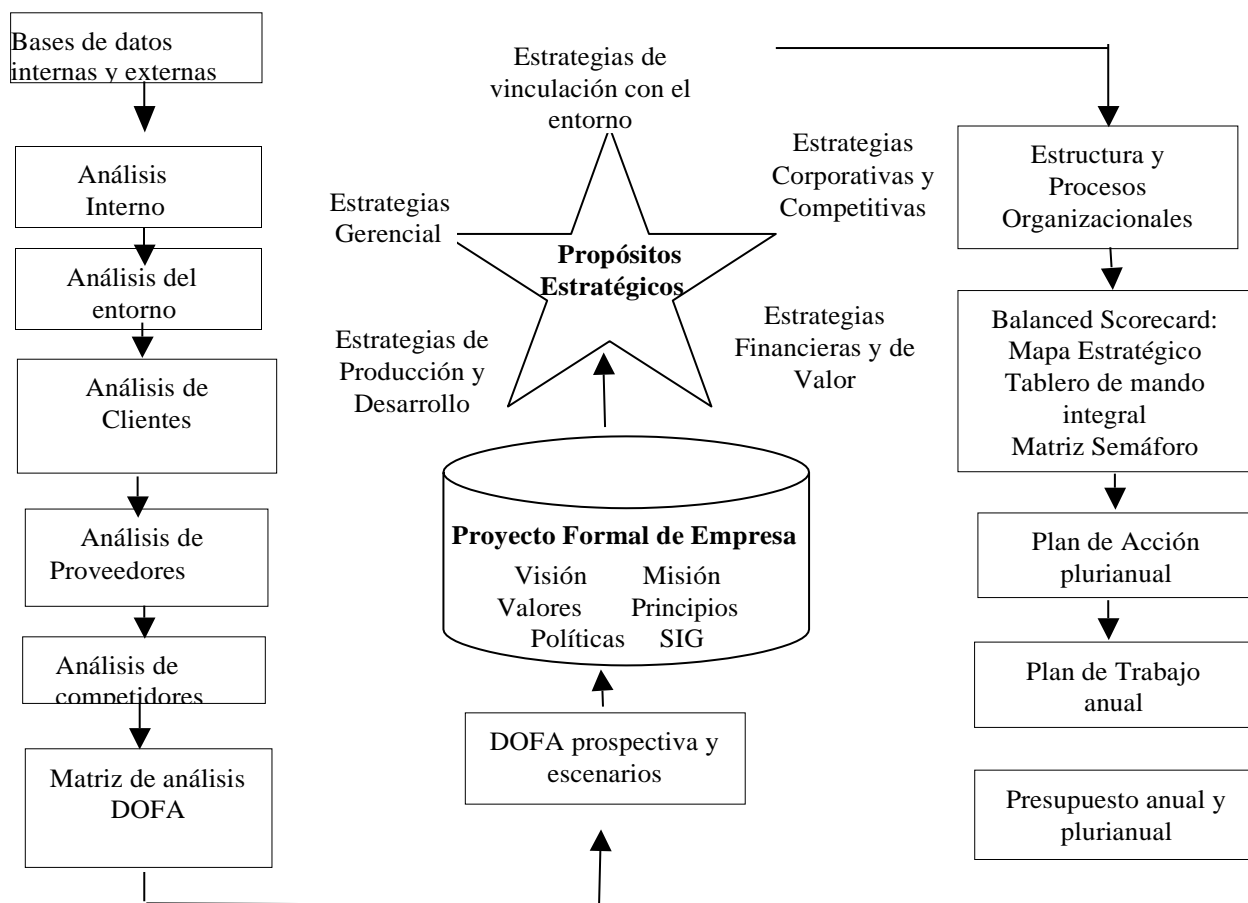 Bases de datos
internas y externas
Análisis
Interno
Análisis del
entorno
Análisis de
Clientes
Análisis de
Proveedores
Análisis de
competidores
Matriz de análisis
DOFA
Estrategias de
vinculación con el
entorno
Estrategias
Corporativas y
Competitivas
Estrategias
Gerencial
Propósitos
Estratégicos
Estrategias de
Producción y
Desarrollo
Estrategias
Financieras y de
Valor
Proyecto Formal de Empresa
Visión Misión
Valores Principios
Políticas SIG
DOFA prospectiva y
escenarios
Estructura y
Procesos
Organizacionales
Balanced Scorecard:
Mapa Estratégico
Tablero de mando
integral
Matriz Semáforo
Plan de Acción
plurianual
Plan de Trabajo
anual
Presupuesto anual y
plurianual